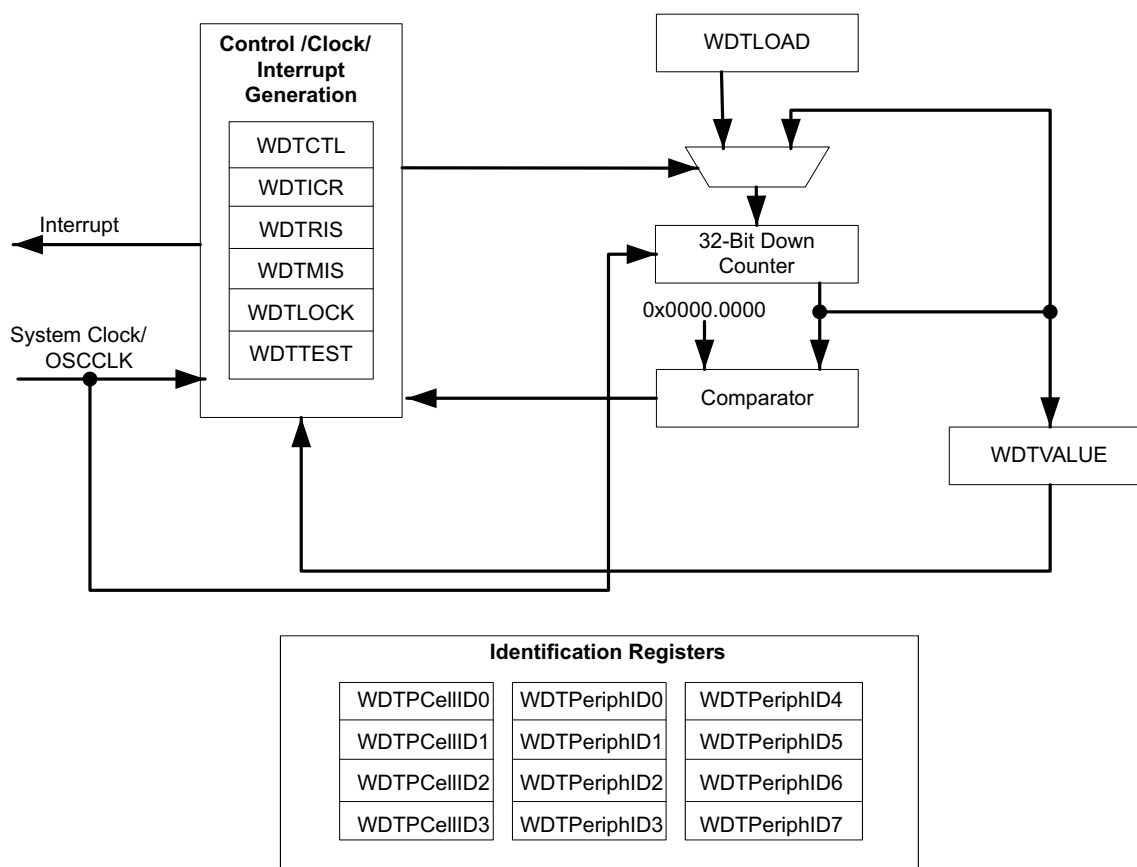 Control /Clock/
Interrupt
Generation
WDTCTL
WDTICR
WDTRIS
WDTMIS
WDTLOCK
WDTTEST
Interrupt
System Clock/
OSCCLK
WDTLOAD
32-Bit Down
Counter
0x0000.0000
Comparator
WDTVALUE
Identification Registers
WDTPCellID0
WDTPeriphID0
WDTPeriphID4
WDTPCellID1
WDTPeriphID1
WDTPeriphID5
WDTPCellID2
WDTPeriphID2
WDTPeriphID6
WDTPCellID3
WDTPeriphID3
WDTPeriphID7